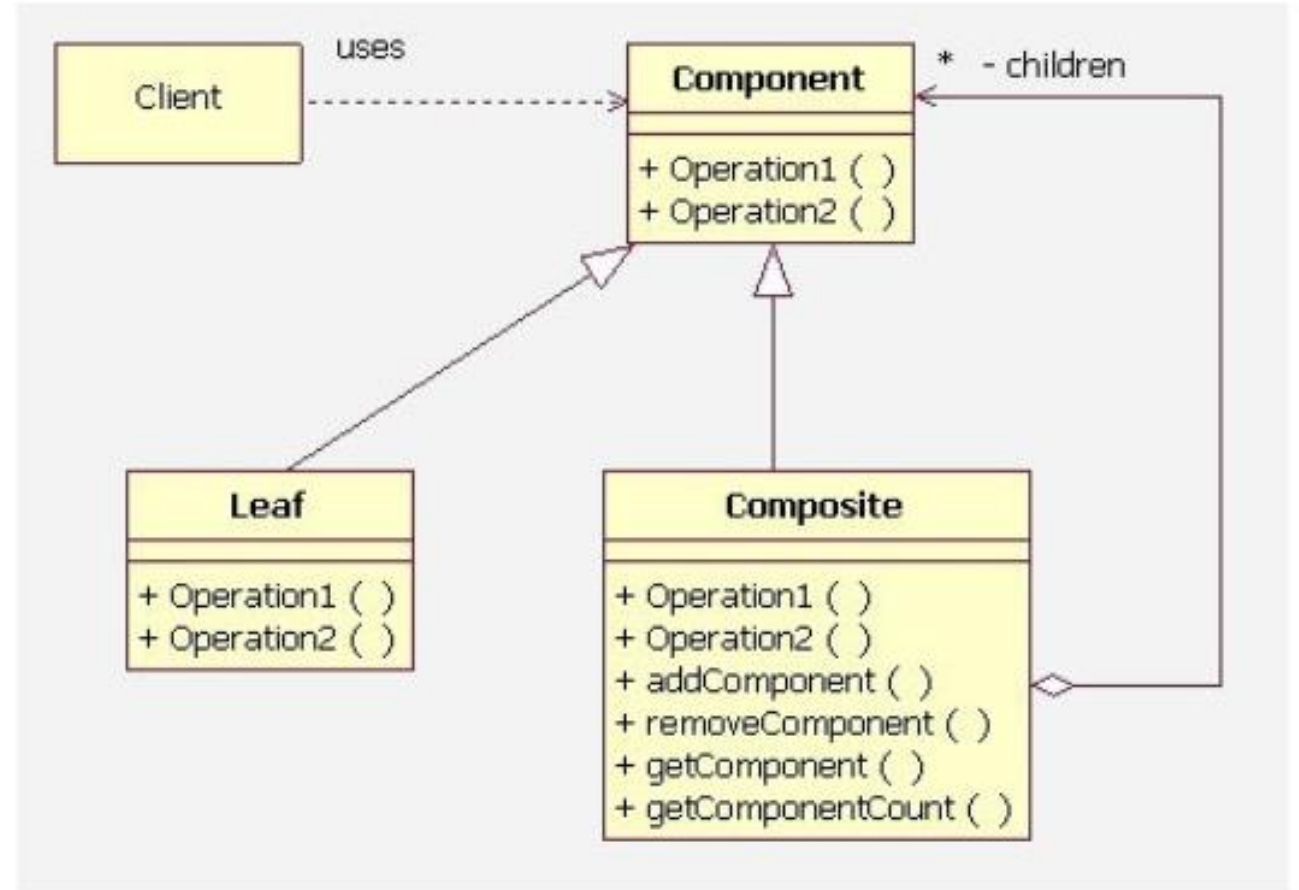 Client
uses
Component
+ Operation1 ( )
+ Operation2 ( )
* - children
Leaf
+ Operation1 ( )
+ Operation2 ( )
Composite
+ Operation1 ( )
+ Operation2 ( )
+ addComponent ( )
+ removeComponent ( )
+ getComponent ( )
+ getComponentCount ( )